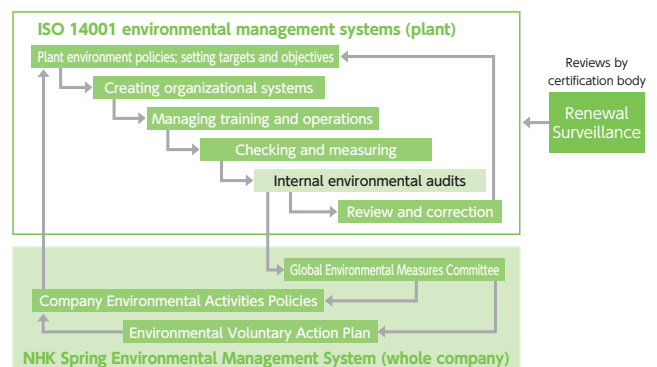 ISO 14001 environmental management systems (plant)
Plant environment policies; setting targets and objectives
Creating organizational systems
Managing training and operations
Checking and measuring
Internal environmental audits
Review and correction
Reviews by
certification body
Renewal
Surveillance
Global Environmental Measures Committee
Company Environmental Activities Policies
Environmental Voluntary Action Plan
NHK Spring Environmental Management System (whole company)